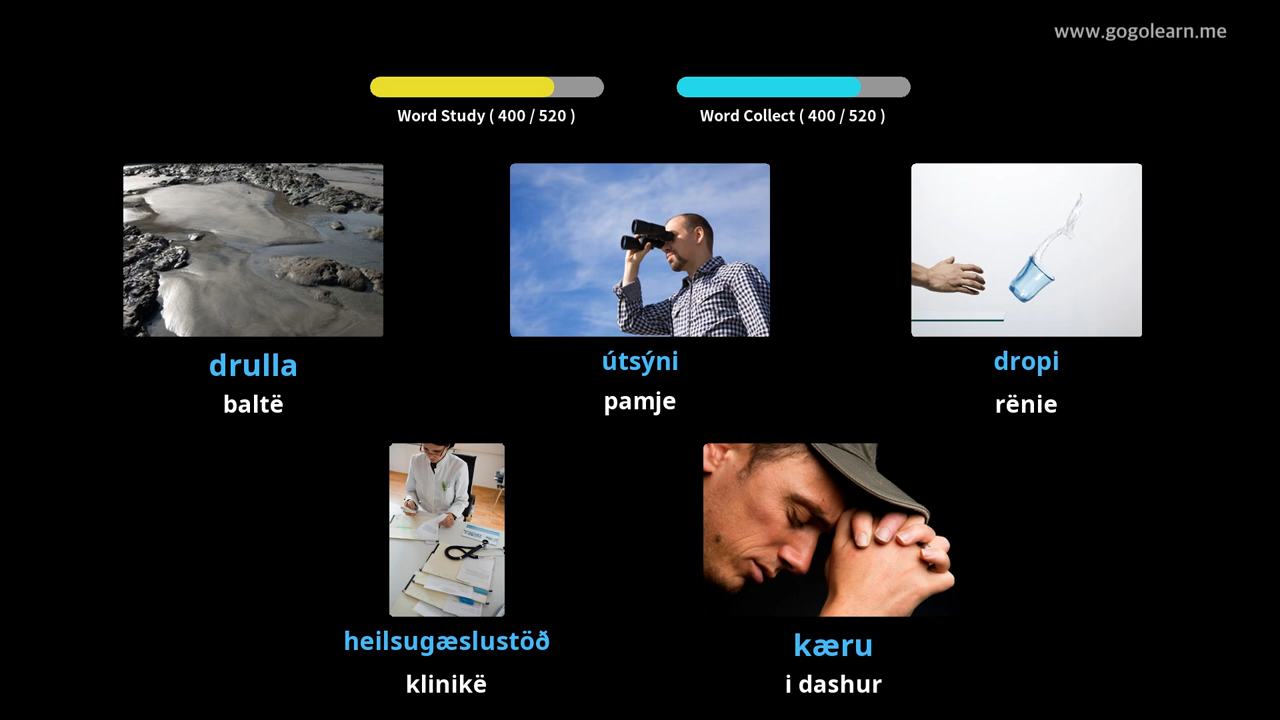 www.gogolearn.me
Word Study ( 400 / 520 )
Word Collect ( 400 / 520 )
drulla
baltë
útsýni
pamje
dropi
rënie
heilsugæslustöð
klinikë
kæru
i dashur